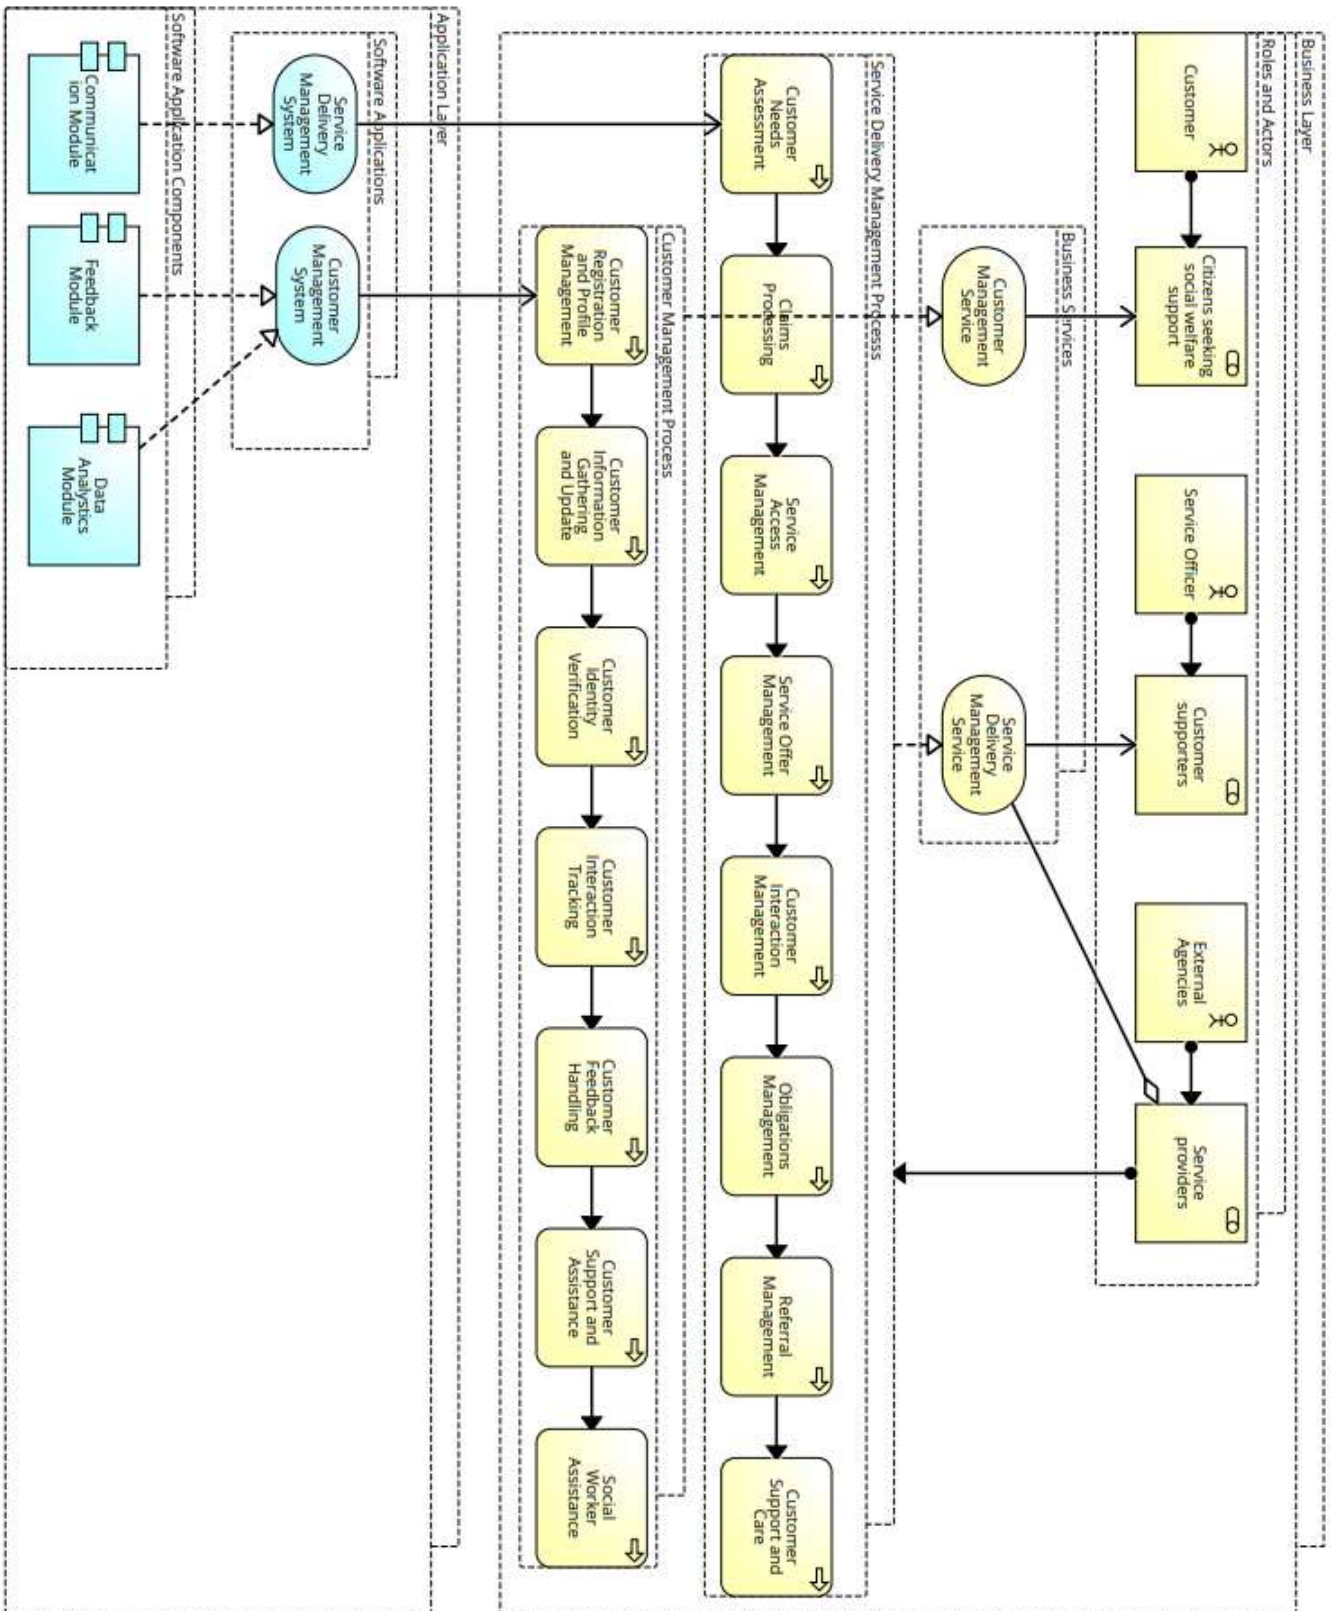 Business Layer
Roles and Actors
Customer
Service Officer
External
Agencies
Citizens seeking
social welfare
support
Customer
supporters
Service
providers
Business Services
Customer
Management
Service
Service
Delivery
Management
Service
Service Delivery Management Processs
Customer
Needs
Assessment
Claims
Processing
Service
Access
Management
Service Offer
Management
Customer
Interaction
Management
Obligations
Management
Referral
Management
Customer
Support and
Care
Customer Management Process
Customer
Registration
and Profile
Management
Customer
Information
Gathering
and Update
Customer
Identity
Verification
Customer
Interaction
Tracking
Customer
Feedback
Handling
Customer
Support and
Assistance
Social
Worker
Assistance
Application Layer
Software Applications
Service
Delivery
Management
System
Customer
Management
System
Software Application Components
Communicat
ion Module
Feedback
Module
Data
Analystics
Module